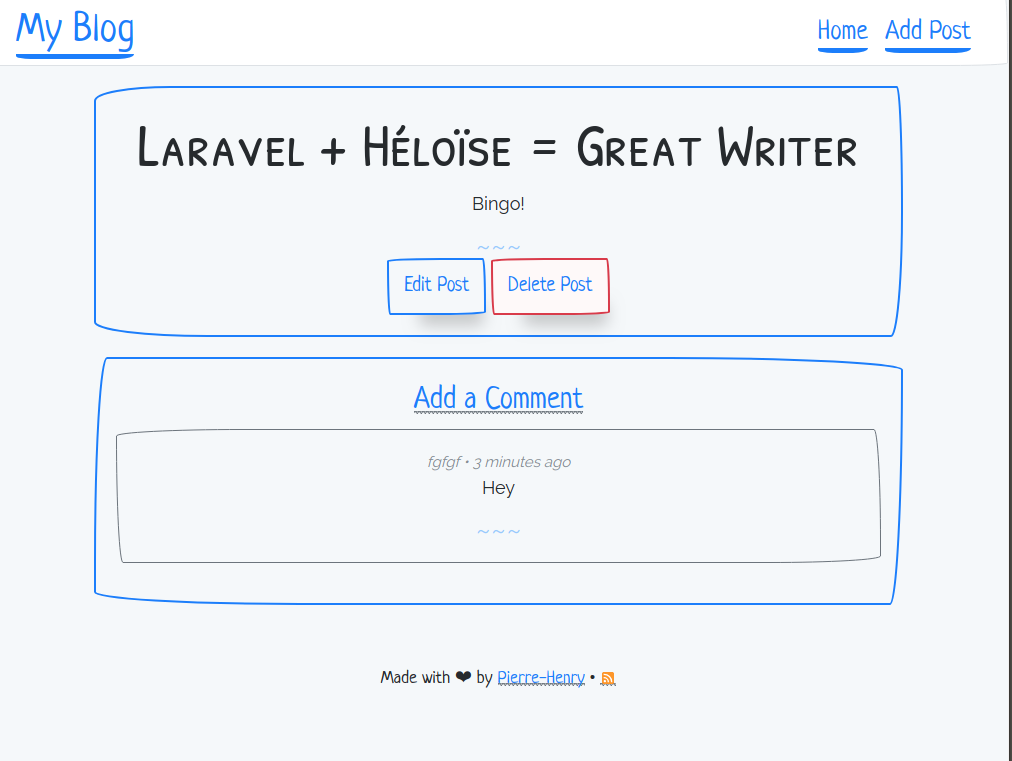 My Blog
Home Add Post
Laravel + Héloïse = Great Writer
Bingo!
~~~
Edit Post Delete Post
Add a Comment
fgfgf • 3 minutes ago
Hey
~~~
Made with ❤ by Pierre-Henry •